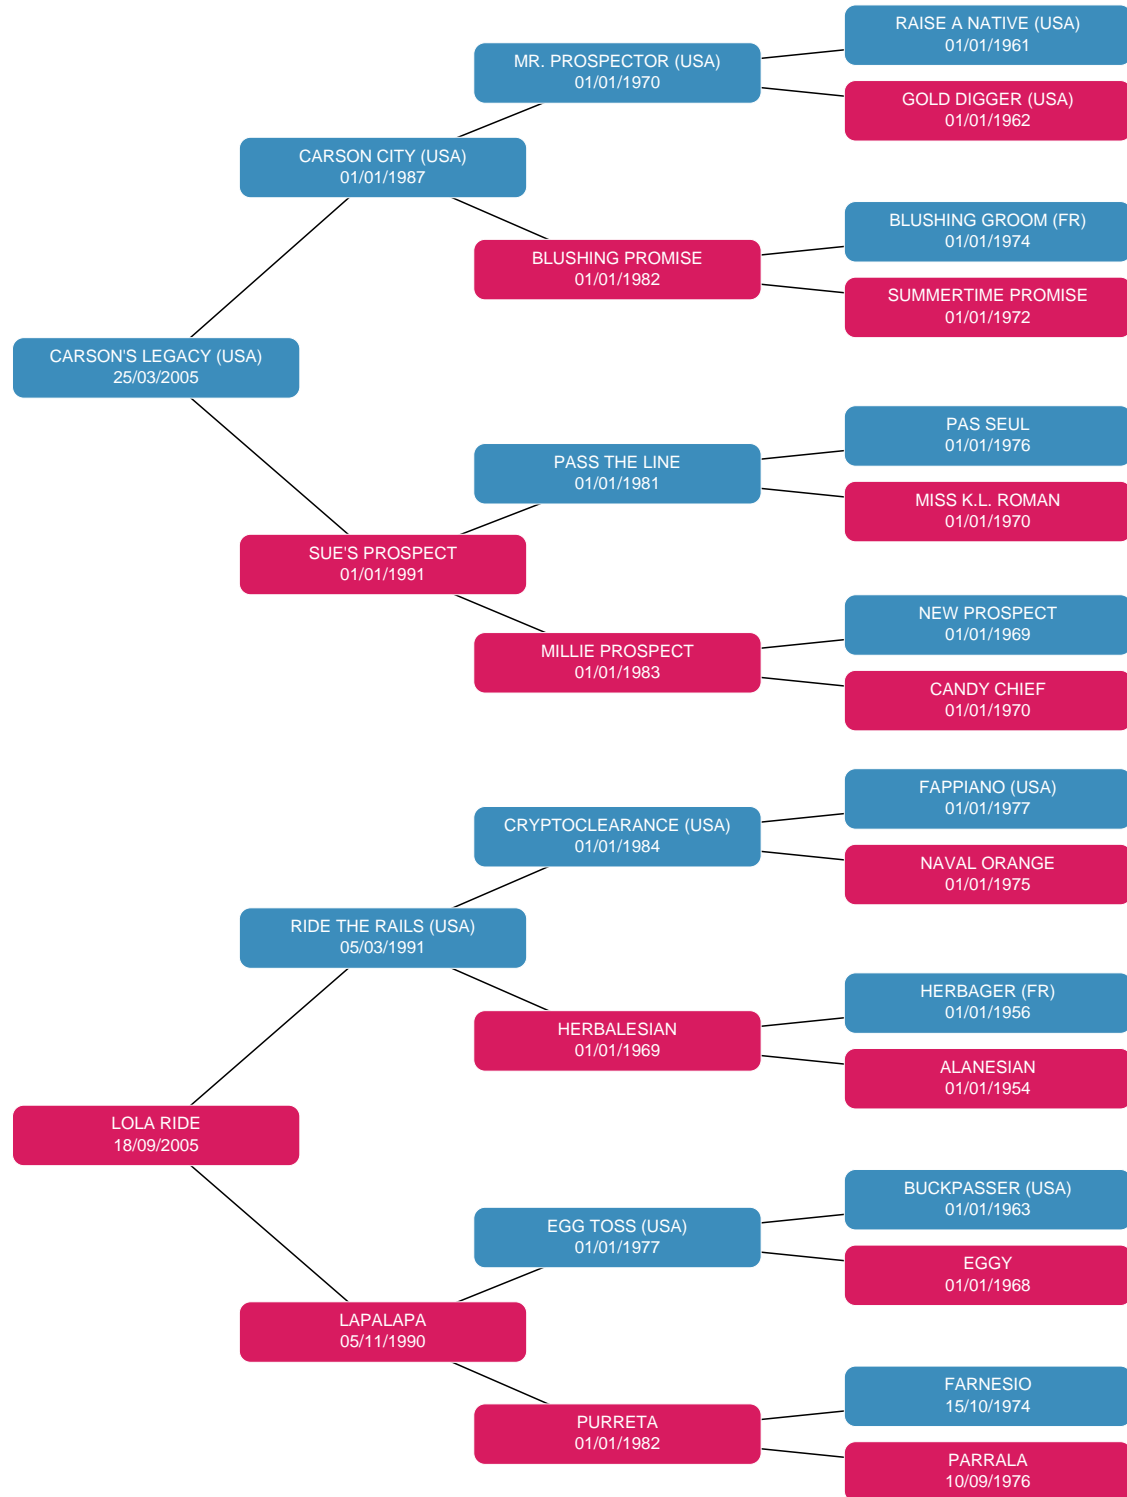 RAISE A NATIVE (USA)
01/01/1961
MR. PROSPECTOR (USA)
01/01/1970
GOLD DIGGER (USA)
01/01/1962
CARSON CITY (USA)
01/01/1987
BLUSHING GROOM (FR)
01/01/1974
BLUSHING PROMISE
01/01/1982
SUMMERTIME PROMISE
01/01/1972
CARSON'S LEGACY (USA)
25/03/2005
PAS SEUL
01/01/1976
PASS THE LINE
01/01/1981
MISS K.L. ROMAN
01/01/1970
SUE'S PROSPECT
01/01/1991
NEW PROSPECT
01/01/1969
MILLIE PROSPECT
01/01/1983
CANDY CHIEF
01/01/1970
FAPPIANO (USA)
01/01/1977
CRYPTOCLEARANCE (USA)
01/01/1984
NAVAL ORANGE
01/01/1975
RIDE THE RAILS (USA)
05/03/1991
HERBAGER (FR)
01/01/1956
HERBALESIAN
01/01/1969
ALANESIAN
01/01/1954
LOLA RIDE
18/09/2005
BUCKPASSER (USA)
01/01/1963
EGG TOSS (USA)
01/01/1977
EGGY
01/01/1968
LAPALAPA
05/11/1990
FARNESIO
15/10/1974
PURRETA
01/01/1982
PARRALA
10/09/1976